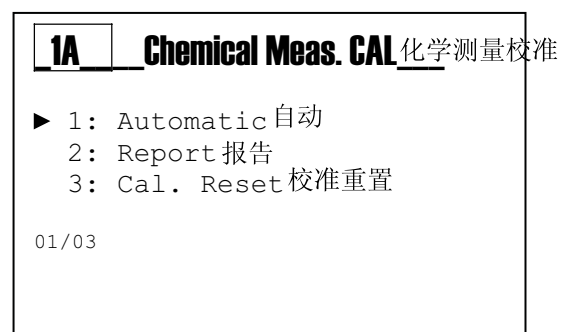 1A Chemical Meas. CAL化学测量校准
► 1: Automatic自动
2: Report报告
3: Cal. Reset校准重置
01/03